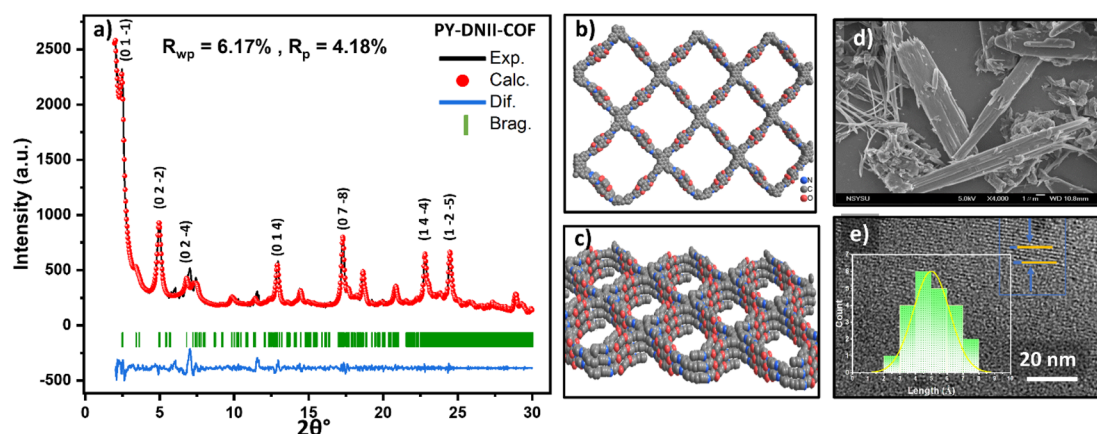 a)
PY-DNII-COF
Rwp = 6.17% , Rp = 4.18%
Exp.
Calc.
Dif.
Brag.
(0 1 -1)
(0 2 -2)
(0 2 -4)
(0 1 4)
(0 7 -8)
(1 4 -4)
(1 -2 -5)
Intensity (a.u.)
2500
2000
1500
1000
500
0
-500
0 5 10 15 20 25 30
2θ°
b)
N
C
O
c)
d)
NSYSU 5.0kV X4,000 1μm WD 10.8mm
e)
Count
Length (Å)
20 nm